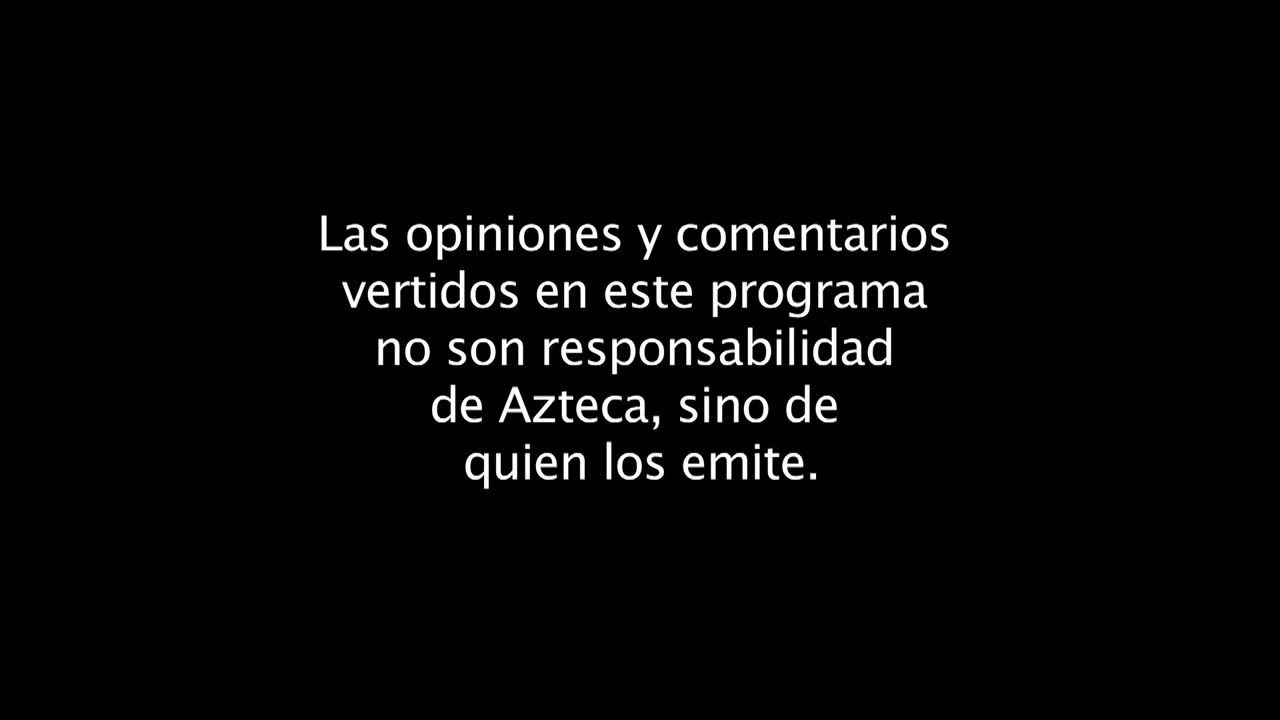 Las opiniones y comentarios
vertidos en este programa
no son responsabilidad
de Azteca, sino de
quien los emite.